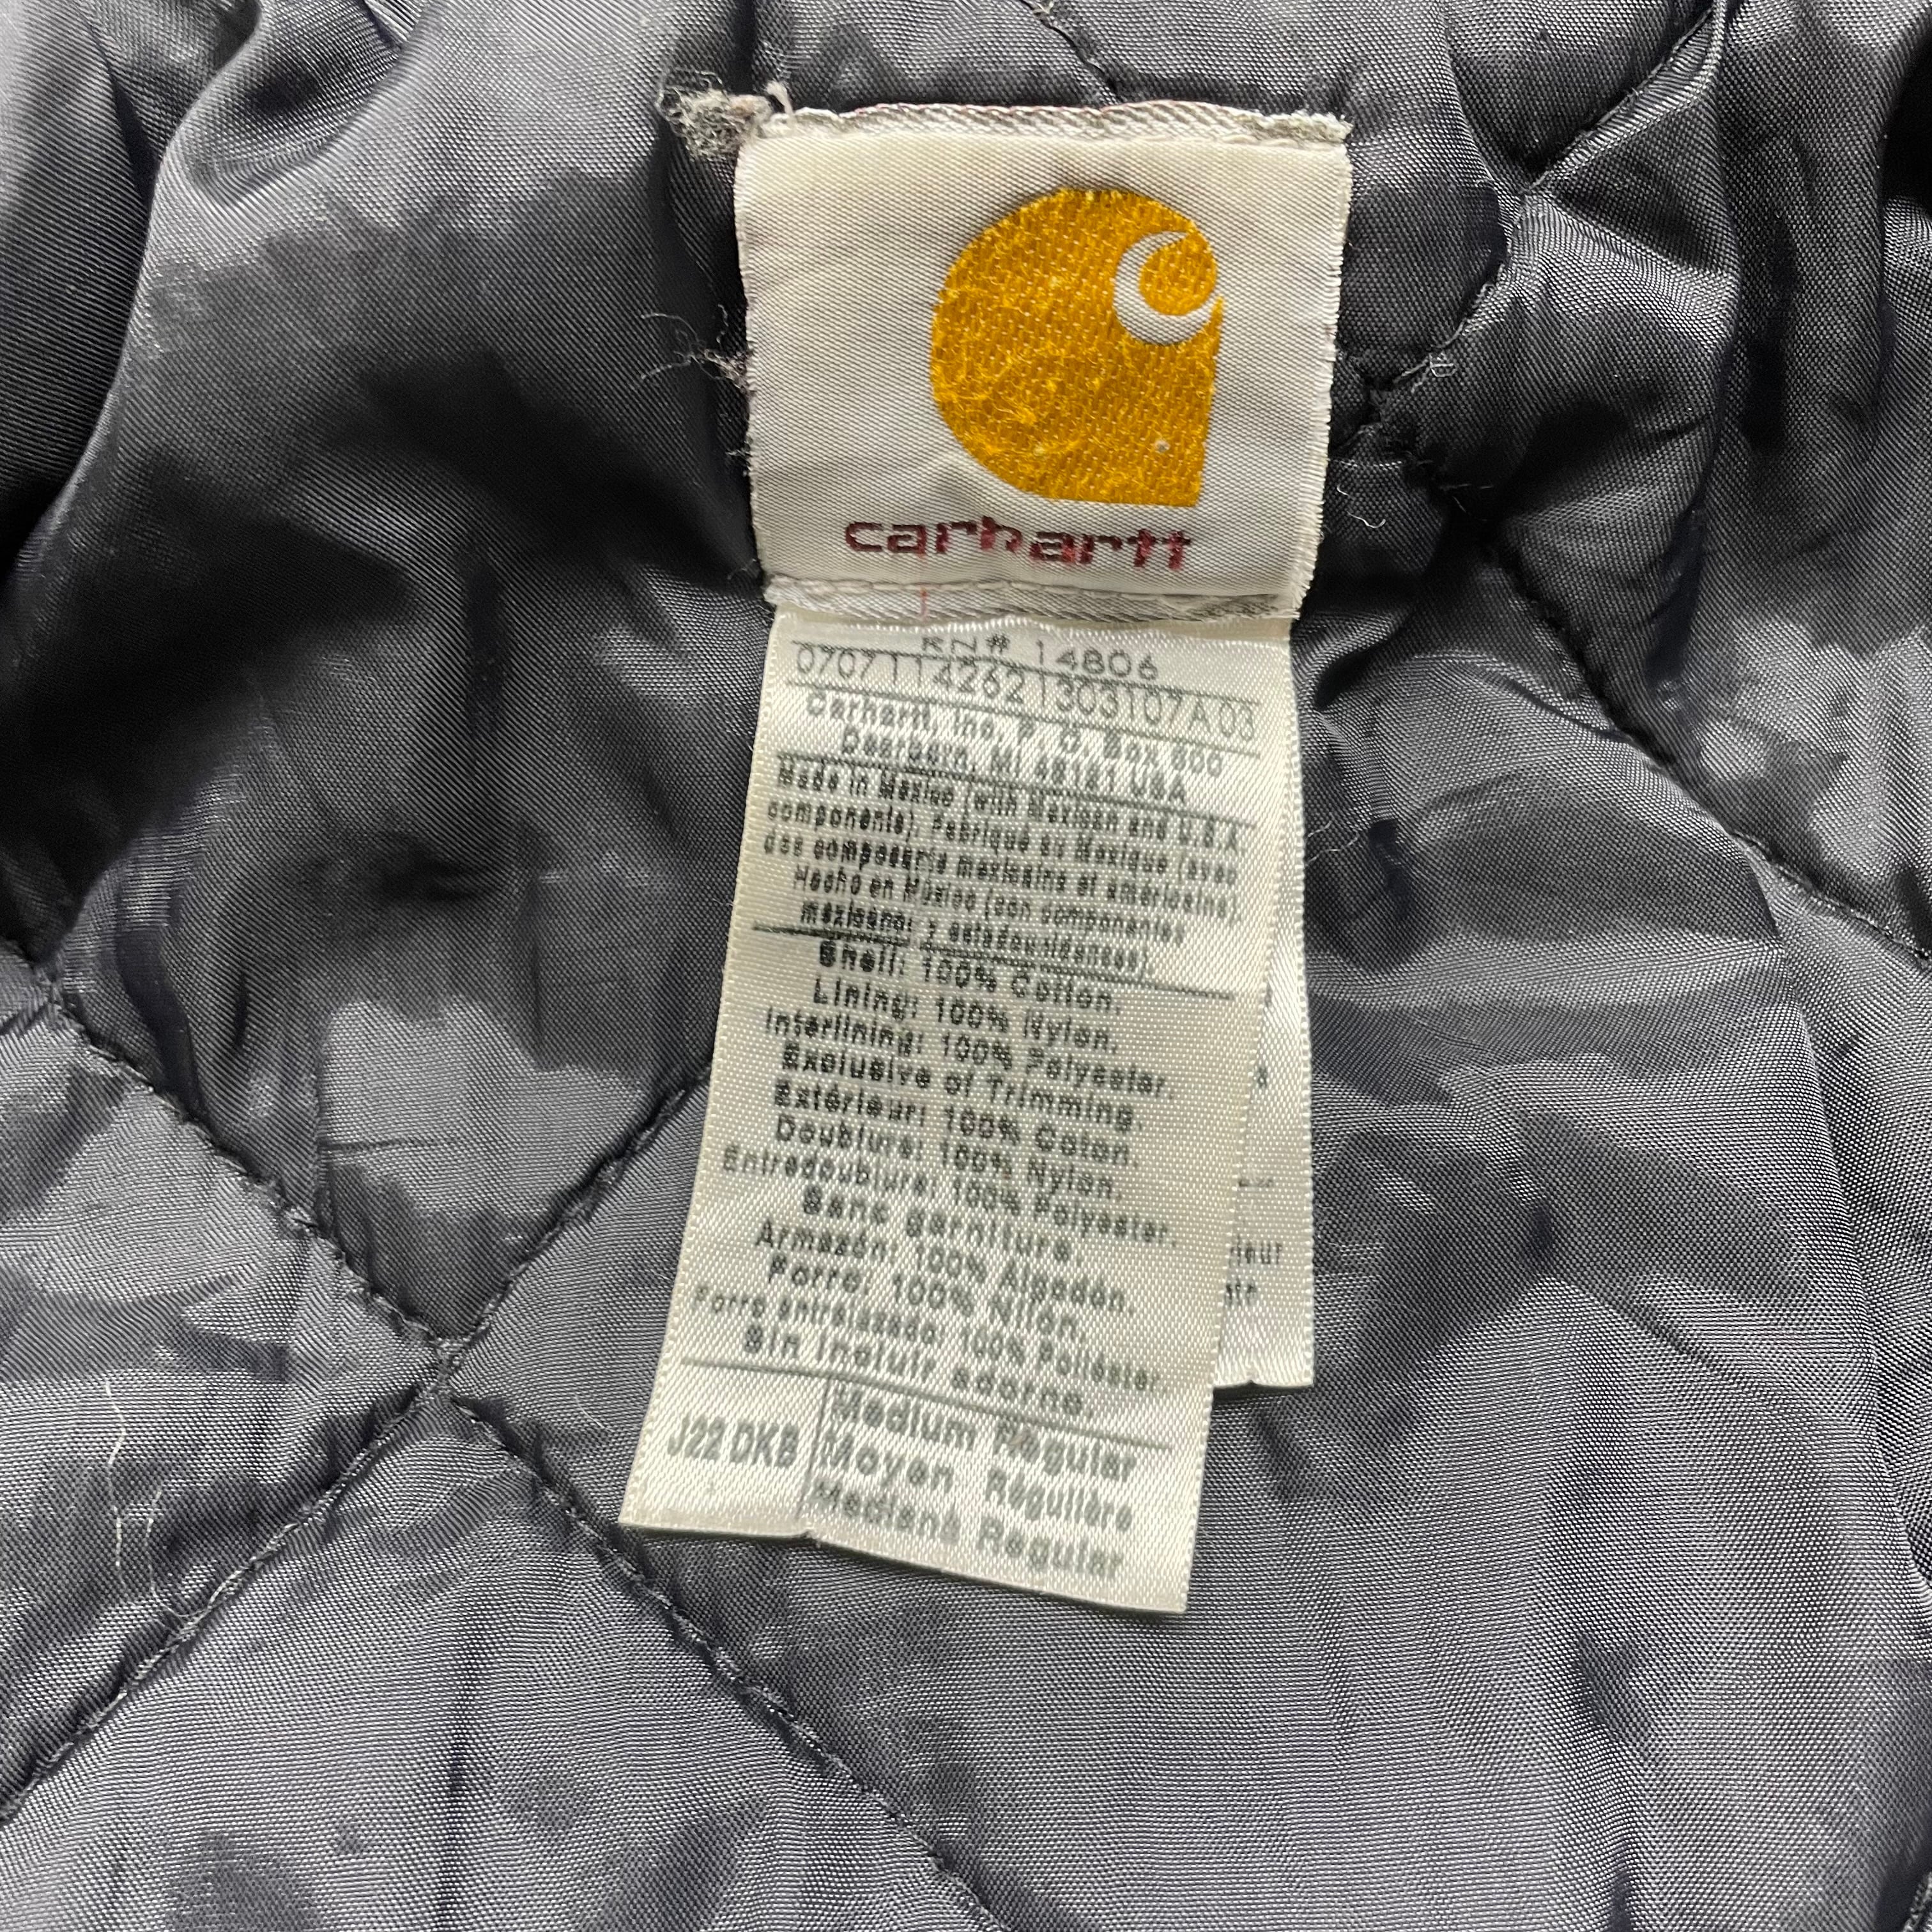 carhartt
RN# 14806
07071142621303107A03
Carhartt, Inc. P. O. Box 600
Dearborn, MI 48121 USA
Made in Mexico (with Mexican and U.S.A
components). Fabriqué au Mexique (avec
des composants mexicains et américains).
Hecho en México (con componentes
mexicanos y estadounidenses).
Shell: 100% Cotton.
Lining: 100% Nylon.
Interlining: 100% Polyester.
Exclusive of Trimming.
Extérieur: 100% Coton.
Doublure: 100% Nylon.
Entredoublure: 100% Polyester.
Sans garniture.
Armazón: 100% Algodón.
Forro: 100% Nilón.
Forro entrelazado: 100% Poliéster.
Sin incluir adorno.
J22 DKB
Medium Regular
Moyen Régulière
Mediana Regular